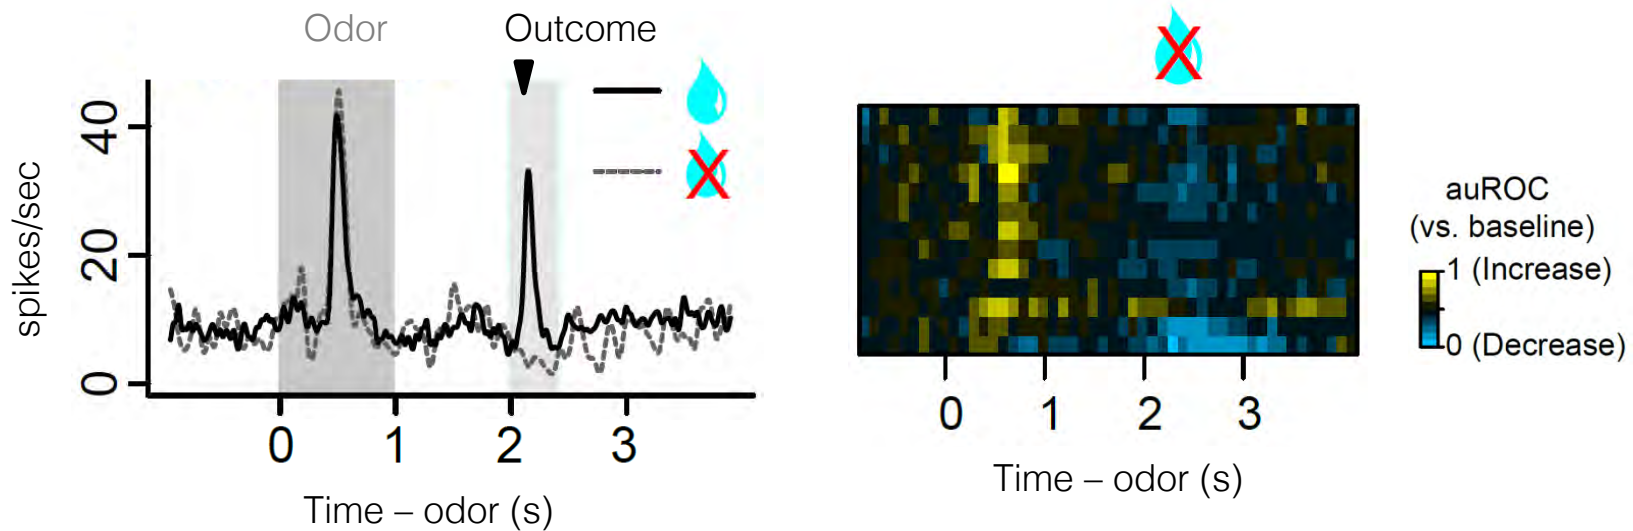 Odor
Outcome
spikes/sec
40
20
0
0 1 2 3
Time – odor (s)
0 1 2 3
Time – odor (s)
auROC
(vs. baseline)
1 (Increase)
0 (Decrease)